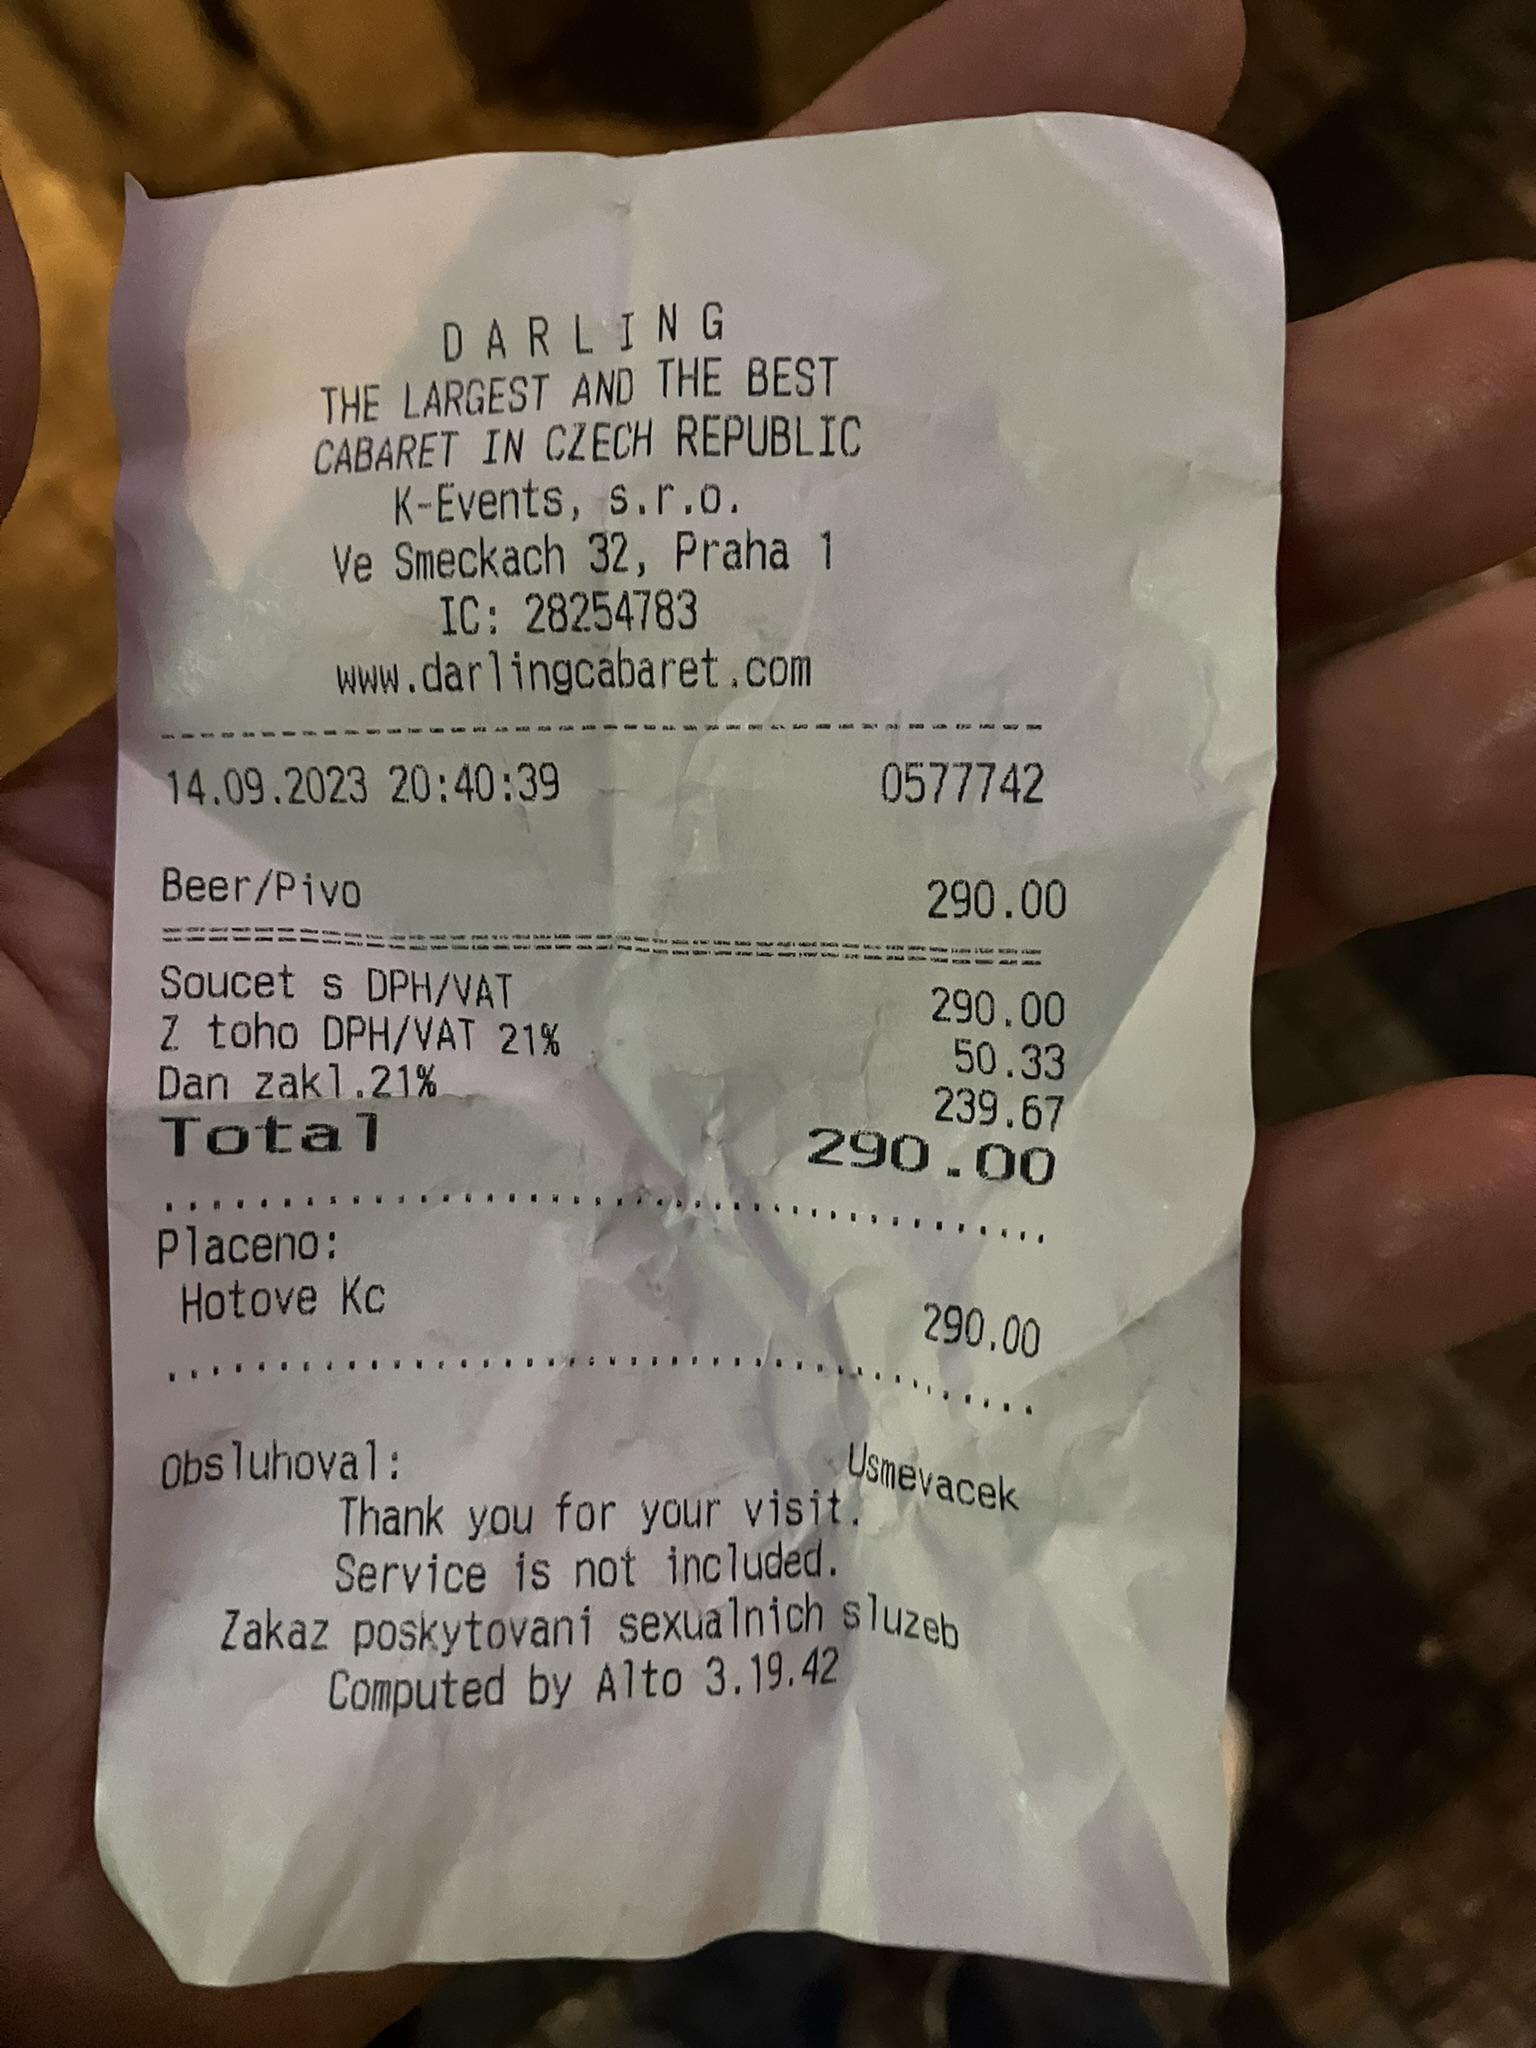 DARLING
THE LARGEST AND THE BEST
CABARET IN CZECH REPUBLIC
K-Events, s.r.o.
Ve Smeckach 32, Praha 1
IC: 28254783
www.darlingcabaret.com
14.09.2023 20:40:39 0577742
Beer/Pivo 290.00
Soucet s DPH/VAT 290.00
Z toho DPH/VAT 21% 50.33
Dan zakl.21% 239.67
Total 290.00
Placeno:
Hotove Kc 290.00
Obsluhoval: Usmevacek
Thank you for your visit.
Service is not included.
Zakaz poskytovani sexualnich sluzeb
Computed by Alto 3.19.42